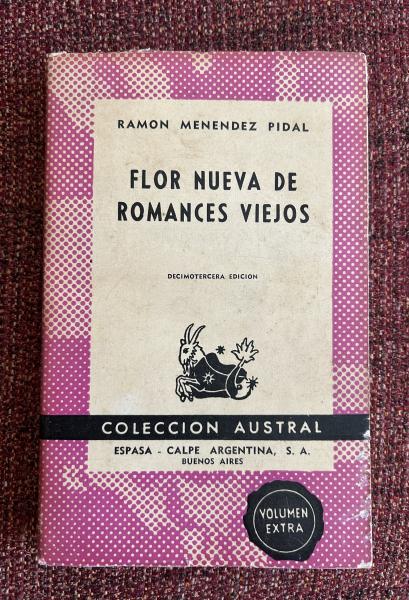 RAMON MENENDEZ PIDAL
FLOR NUEVA DE
ROMANCES VIEJOS
DECIMOTERCERA EDICION
COLECCION AUSTRAL
ESPASA - CALPE ARGENTINA, S. A.
BUENOS AIRES
VOLUMEN
EXTRA